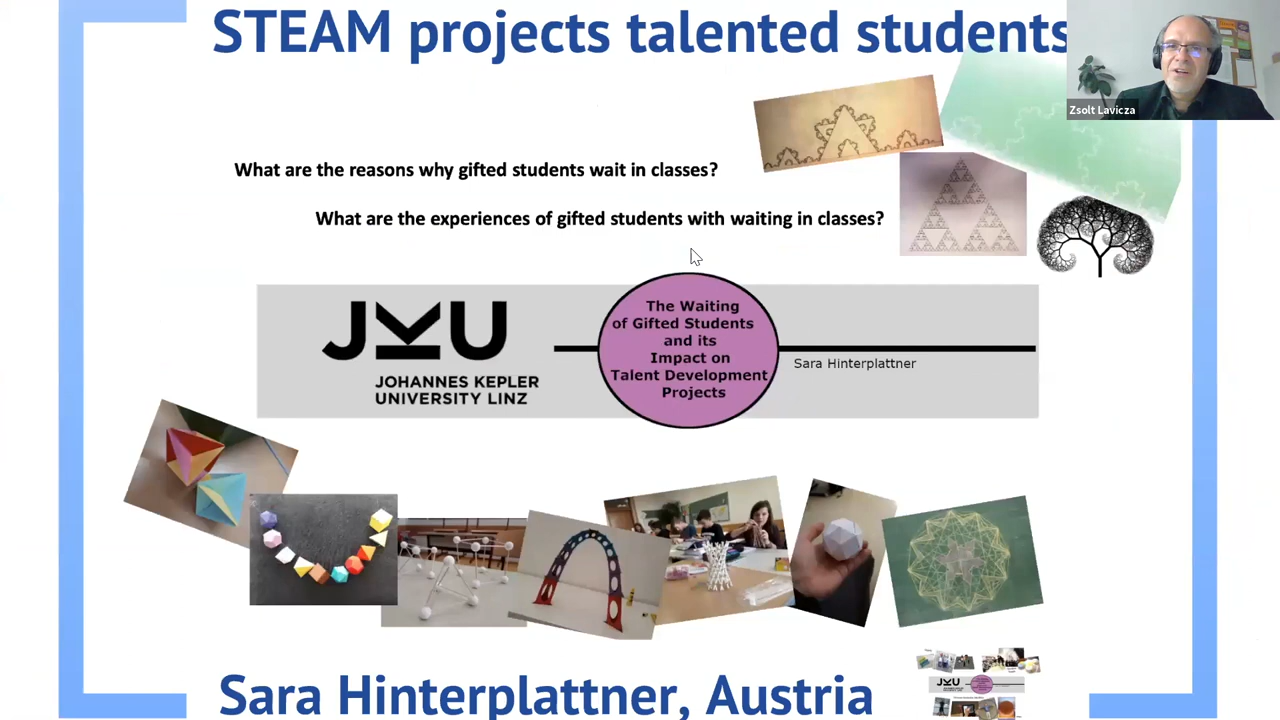 STEAM projects talented students
Zsolt Lavicza
What are the reasons why gifted students wait in classes?
What are the experiences of gifted students with waiting in classes?
JKU
JOHANNES KEPLER
UNIVERSITY LINZ
The Waiting
of Gifted Students
and its
Impact on
Talent Development
Projects
Sara Hinterplattner
Sara Hinterplattner, Austria
JKU